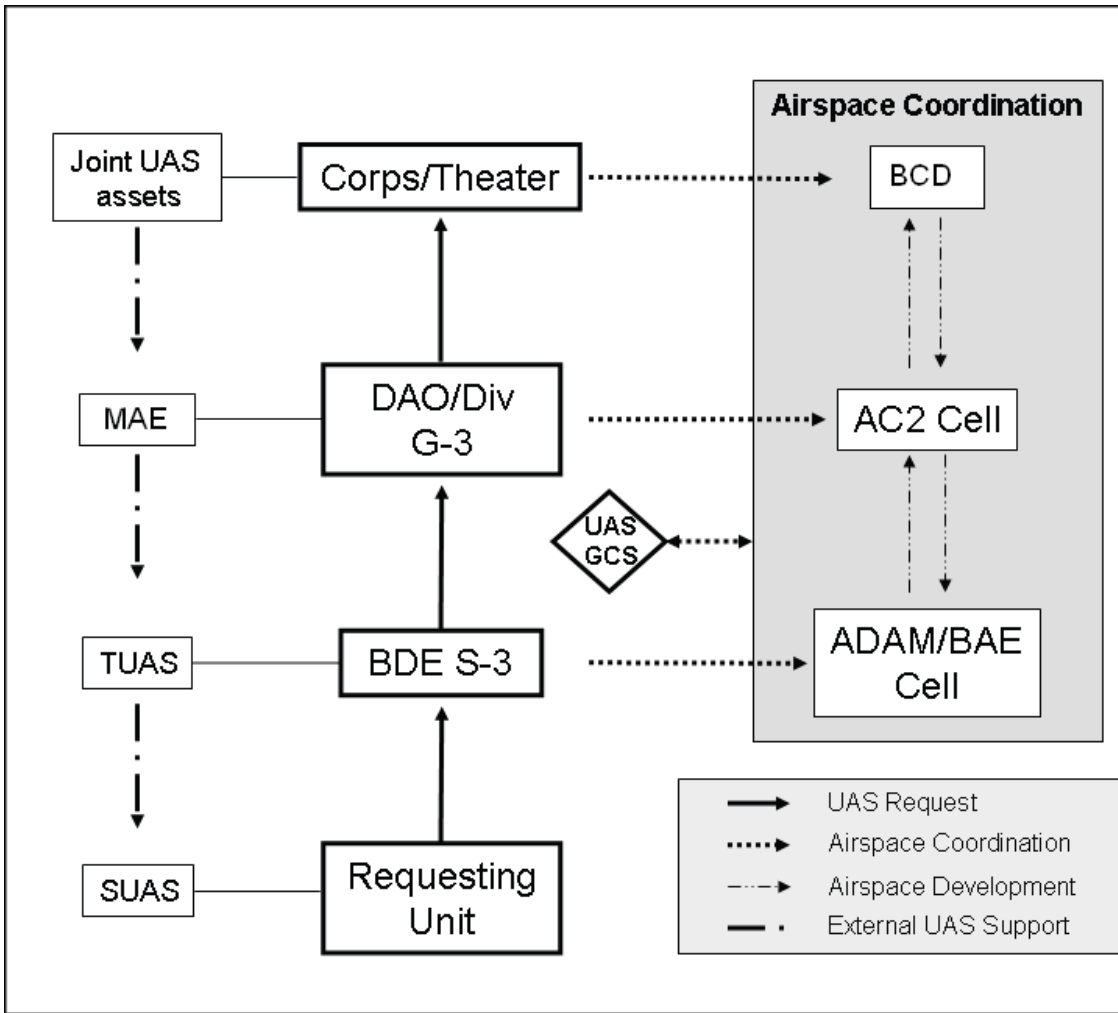 Airspace Coordination
Joint UAS
assets
Corps/Theater
BCD
MAE
DAO/Div
G-3
AC2 Cell
UAS
GCS
TUAS
BDE S-3
ADAM/BAE
Cell
SUAS
Requesting
Unit
UAS Request
Airspace Coordination
Airspace Development
External UAS Support